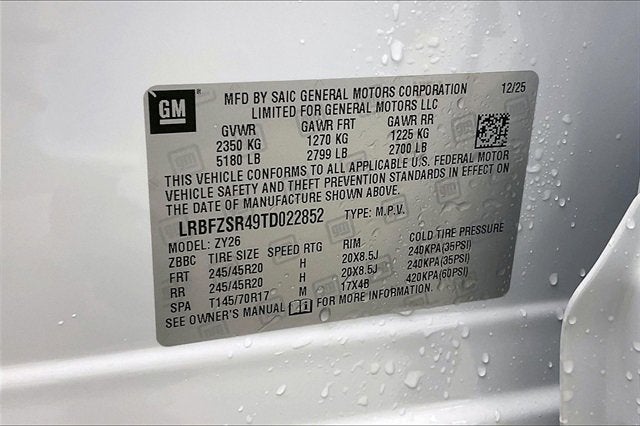 GM
MFD BY SAIC GENERAL MOTORS CORPORATION 12/25
LIMITED FOR GENERAL MOTORS LLC
GVWR GAWR FRT GAWR RR
2350 KG 1270 KG 1225 KG
5180 LB 2799 LB 2700 LB
THIS VEHICLE CONFORMS TO ALL APPLICABLE U.S. FEDERAL MOTOR
VEHICLE SAFETY AND THEFT PREVENTION STANDARDS IN EFFECT ON
THE DATE OF MANUFACTURE SHOWN ABOVE.
LRBFZSR49TD022852 TYPE: M.P.V.
MODEL: ZY26
ZBBC TIRE SIZE SPEED RTG RIM COLD TIRE PRESSURE
FRT 245/45R20 H 20X8.5J 240KPA(35PSI)
RR 245/45R20 H 20X8.5J 240KPA(35PSI)
SPA T145/70R17 M 17X4B 420KPA(60PSI)
SEE OWNER'S MANUAL FOR MORE INFORMATION.